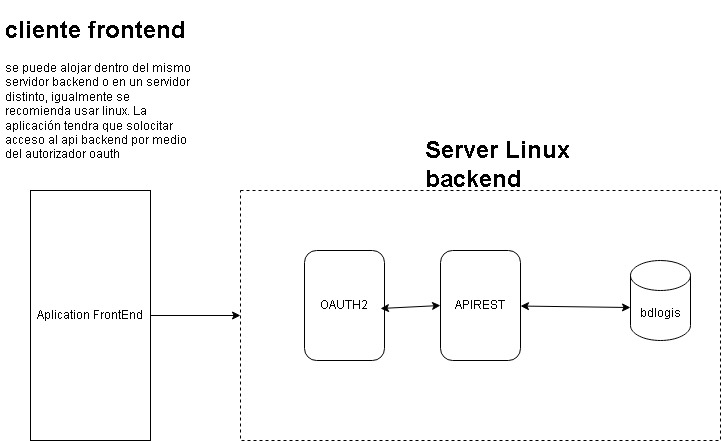 cliente frontend
se puede alojar dentro del mismo
servidor backend o en un servidor
distinto, igualmente se
recomienda usar linux. La
aplicación tendra que solocitar
acceso al api backend por medio
del autorizador oauth
Server Linux
backend
Aplication FrontEnd
OAUTH2
APIREST
bdlogis